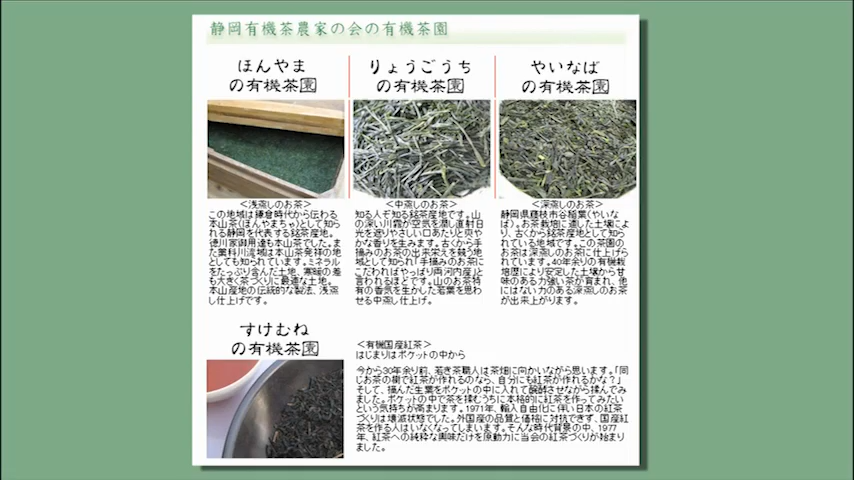 静岡有機茶農家の会の有機茶園
ほんやま
の有機茶園
りょうごうち
の有機茶園
やいなば
の有機茶園
＜浅蒸しのお茶＞
この地域は鎌倉時代から伝わる
本山茶(ほんやまちゃ)として知ら
れる静岡を代表する銘茶産地。
徳川家御用達も本山茶でした。ま
た藁科川流域は本山茶発祥の地
としても知られています。ミネラル
をたっぷり含んだ土地、寒暖の差
も大きく茶づくりに最適な土地。
本山産地の伝統的な製法、浅蒸
し仕上げです。
＜中蒸しのお茶＞
知る人ぞ知る銘茶産地です。山
の深い川霧が空気を潤し直射日
光を遮りやさしい口あたりと爽や
かな香りを生みます。古くから手
摘みのお茶の出来栄えを競う地
域として知られ「手摘みのお茶に
こだわればやっぱり両河内産」と
言われるほどです。山のお茶特
有の香気を生かした若葉を思わ
せる中蒸し仕上げ。
＜深蒸しのお茶＞
静岡県藤枝市谷稲葉(やいな
ば)。お茶栽培に適した土壌によ
り、古くから銘茶産地として知ら
れている地域です。この茶園の
お茶は深蒸しのお茶に仕上げら
れています。40年余りの有機栽
培歴により安定した土壌から甘
味のある力強い茶が育まれ、他
にはない力のある深蒸しのお茶
が出来上がります。
すけむね
の有機茶園
＜有機国産紅茶＞
はじまりはポケットの中から
今から30年余り前、若き茶職人は茶畑に向かいながら思います。「同
じお茶の樹で紅茶が作れるのなら、自分にも紅茶が作れるかな？」
そして、摘んだ生葉をポケットの中に入れて醗酵させながら揉んでみ
ました。ポケットの中で茶を揉むうちに本格的に紅茶を作ってみたい
という気持ちが高まります。1971年、輸入自由化に伴い日本の紅茶
づくりは壊滅状態でした。外国産の品質と価格に対抗できず、国産紅
茶を作る人はいなくなってしまいます。そんな時代背景の中、1977
年、紅茶への純粋な興味だけを原動力に当会の紅茶づくりが始まり
ました。